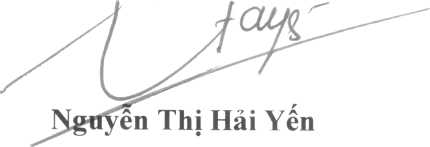 Nguyễn Thị Hải Yến